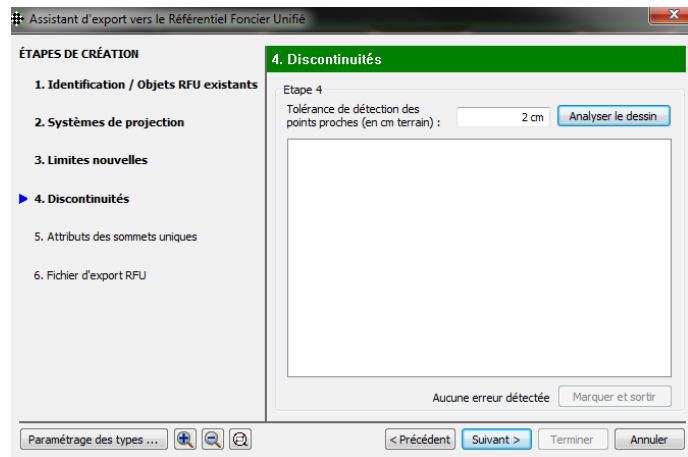 Assistant d'export vers le Référentiel Foncier Unifié
ÉTAPES DE CRÉATION
1. Identification / Objets RFU existants
2. Systèmes de projection
3. Limites nouvelles
4. Discontinuités
5. Attributs des sommets uniques
6. Fichier d'export RFU
4. Discontinuités
Etape 4
Tolérance de détection des
points proches (en cm terrain) :
2 cm
Analyser le dessin
Aucune erreur détectée
Marquer et sortir
Paramétrage des types ...
< Précédent
Suivant >
Terminer
Annuler